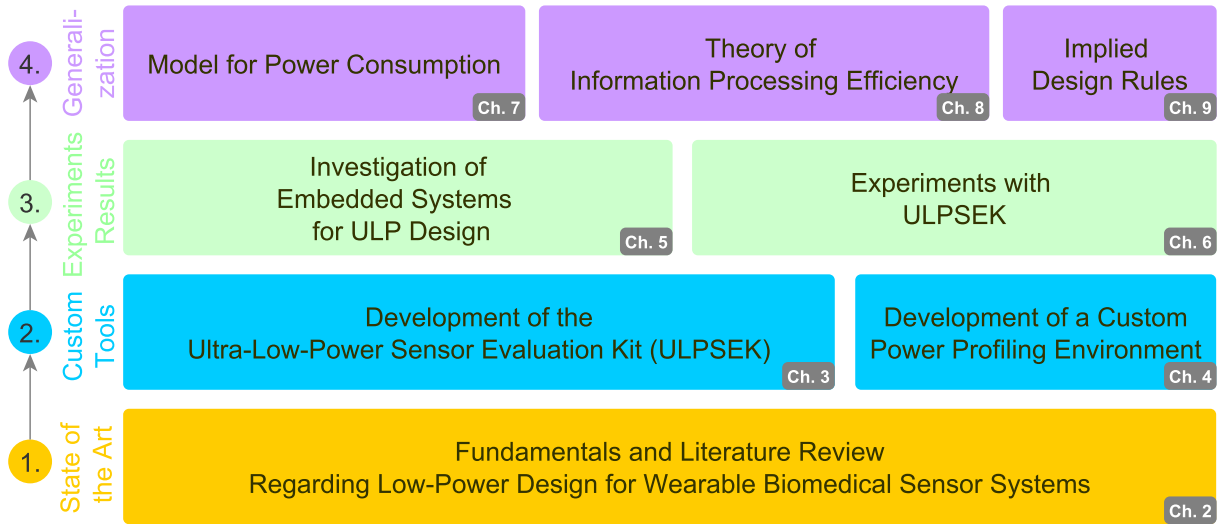 4.
Generali-
zation
Model for Power Consumption
Ch. 7
Theory of
Information Processing Efficiency
Ch. 8
Implied
Design Rules
Ch. 9
3.
Experiments
Results
Investigation of
Embedded Systems
for ULP Design
Ch. 5
Experiments with
ULPSEK
Ch. 6
2.
Custom
Tools
Development of the
Ultra-Low-Power Sensor Evaluation Kit (ULPSEK)
Ch. 3
Development of a Custom
Power Profiling Environment
Ch. 4
1.
State of
the Art
Fundamentals and Literature Review
Regarding Low-Power Design for Wearable Biomedical Sensor Systems
Ch. 2